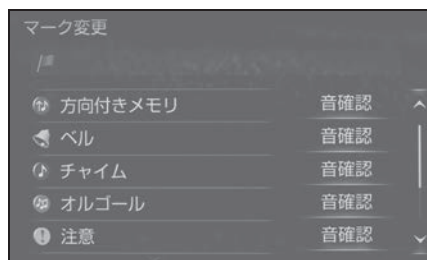 マーク変更
方向付きメモリ 音確認
ベル 音確認
チャイム 音確認
オルゴール 音確認
注意 音確認